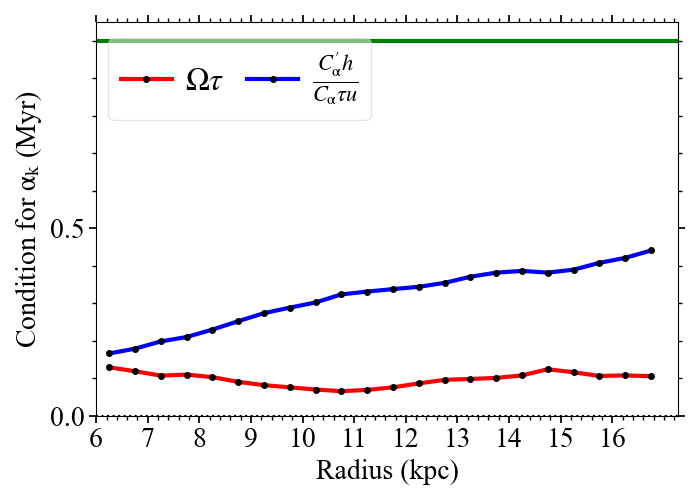 Condition for αₖ (Myr)
Ωτ
C′αh / Cατu
0.5
0.0
6 7 8 9 10 11 12 13 14 15 16
Radius (kpc)